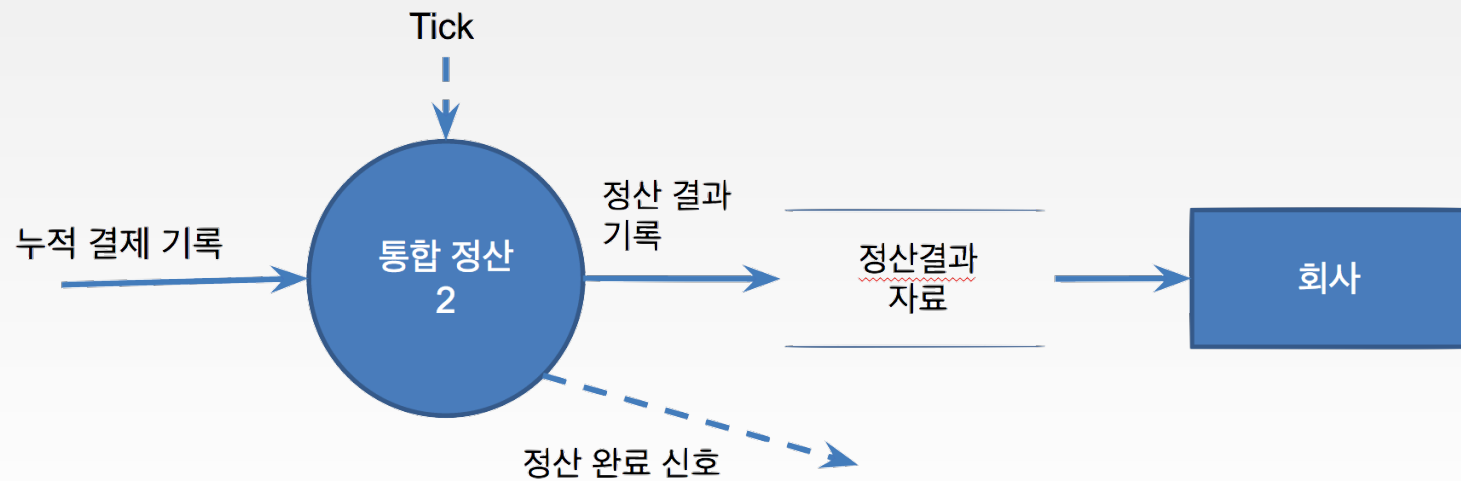 Tick
누적 결제 기록
통합 정산
2
정산 결과
기록
정산결과
자료
회사
정산 완료 신호